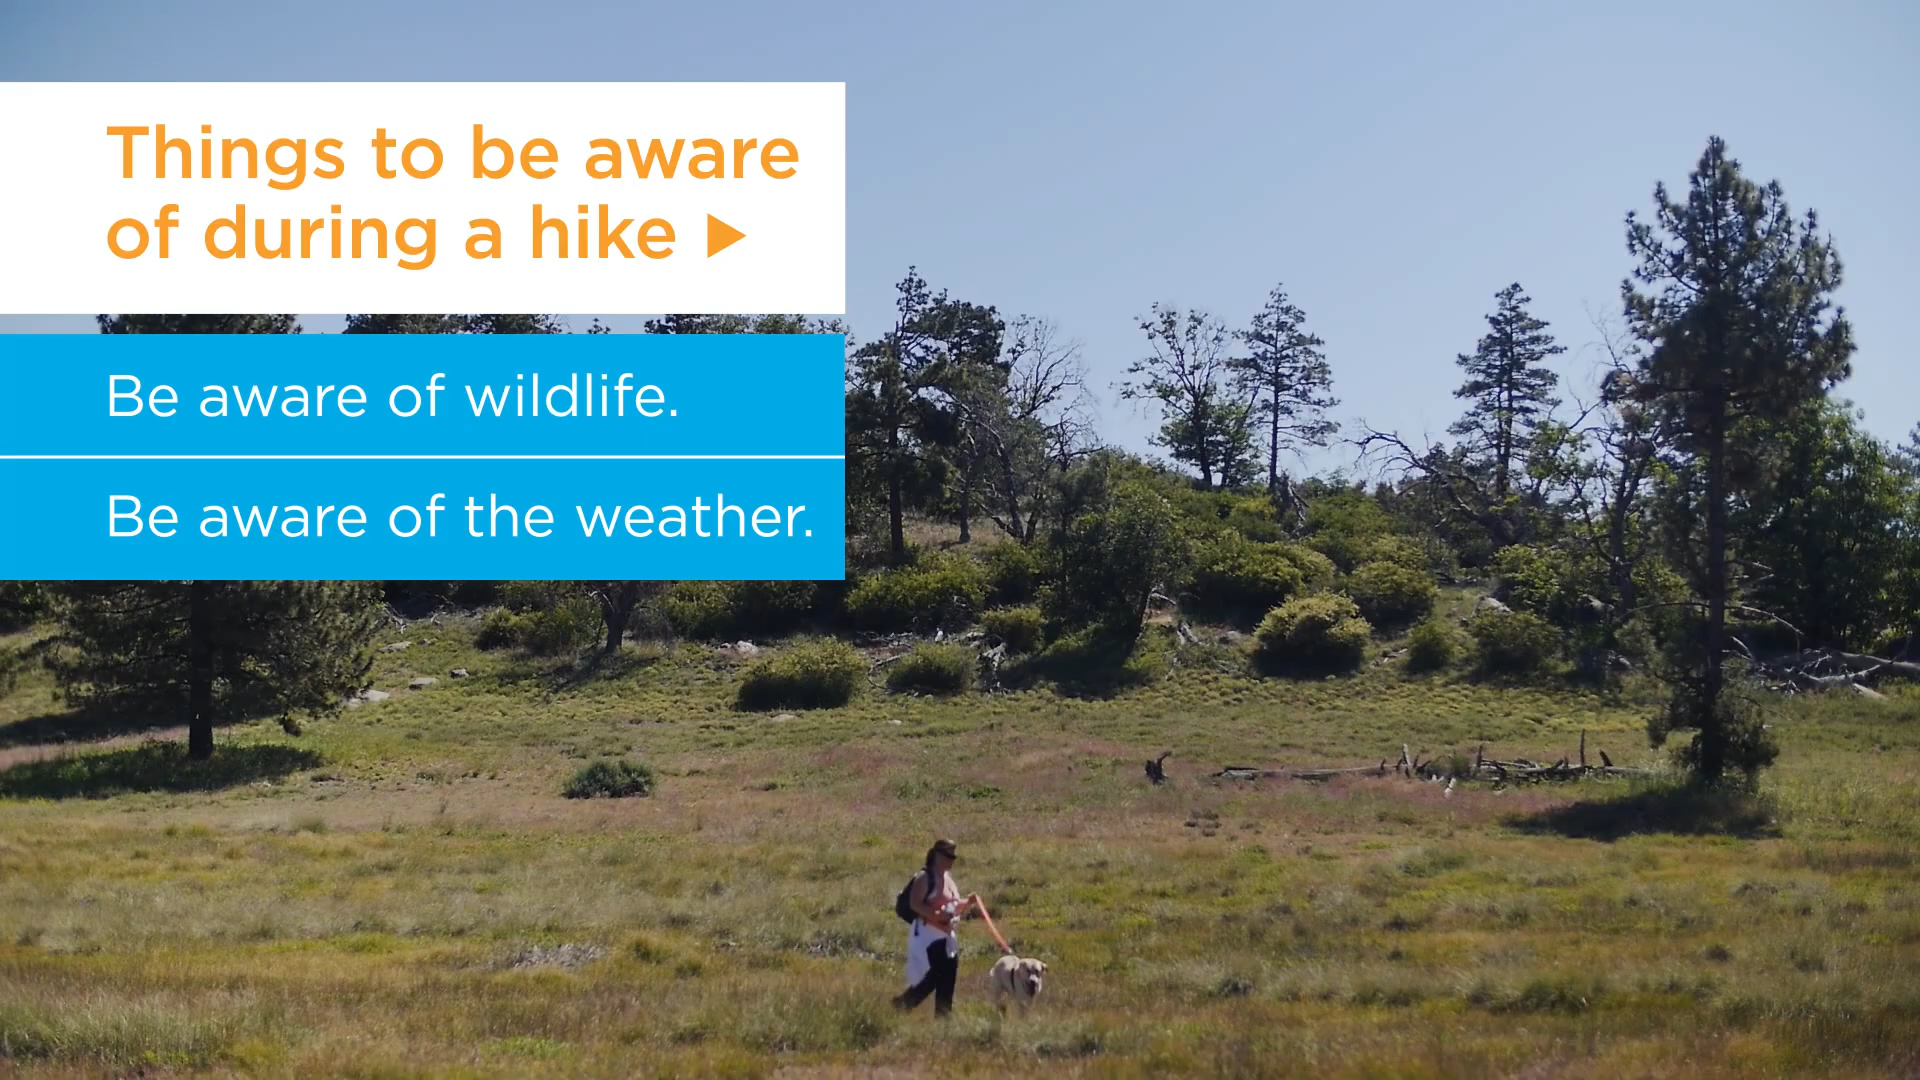 Things to be aware
of during a hike ►
Be aware of wildlife.
Be aware of the weather.